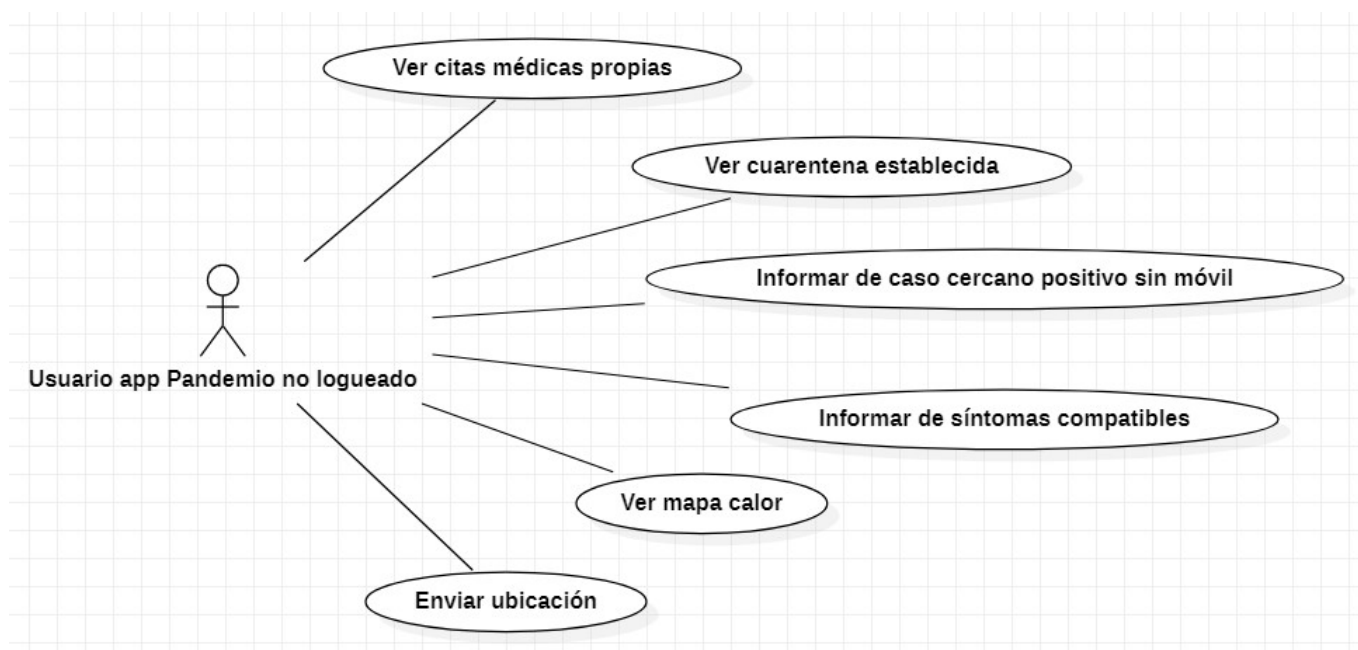 Ver citas médicas propias
Ver cuarentena establecida
Informar de caso cercano positivo sin móvil
Usuario app Pandemio no logueado
Informar de síntomas compatibles
Ver mapa calor
Enviar ubicación